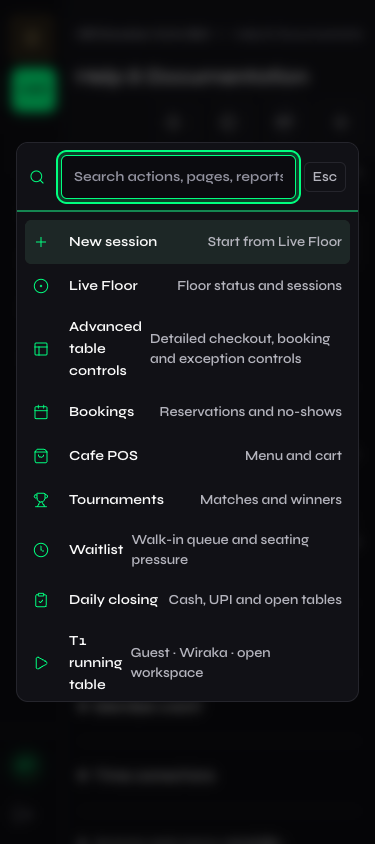 Help & Documentation
Search actions, pages, reports
Esc
New session
Start from Live Floor
Live Floor
Floor status and sessions
Advanced
table
controls
Detailed checkout, booking
and exception controls
Bookings
Reservations and no-shows
Cafe POS
Menu and cart
Tournaments
Matches and winners
Waitlist
Walk-in queue and seating
pressure
Daily closing
Cash, UPI and open tables
T1
running
table
Guest · Wiraka · open
workspace